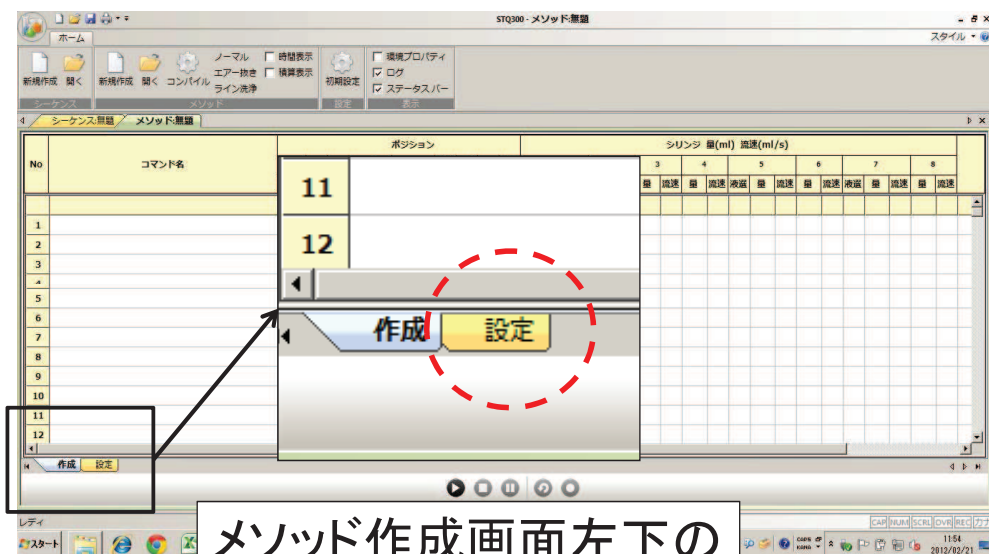 STQ300 - メソッド:無題
ホーム
スタイル
新規作成 開く
新規作成 開く コンパイル
ノーマル
エアー抜き
ライン洗浄
時間表示
積算表示
初期設定
環境プロパティ
ログ
ステータスバー
シーケンス
メソッド
設定
表示
シーケンス:無題
メソッド:無題
No
コマンド名
ポジション
シリンジ 量(ml) 流速(ml/s)
3 4 5 6 7 8
量 流速 量 流速 液選 量 流速 量 流速 液選 量 流速 量 流速
1
2
3
4
5
6
7
8
9
10
11
12
11
12
作成 設定
作成 設定
メソッド作成画面左下の
レディ
CAP NUM SCRL OVR REC カナ
スタート
CAPS
KANA
11:54
2012/02/21